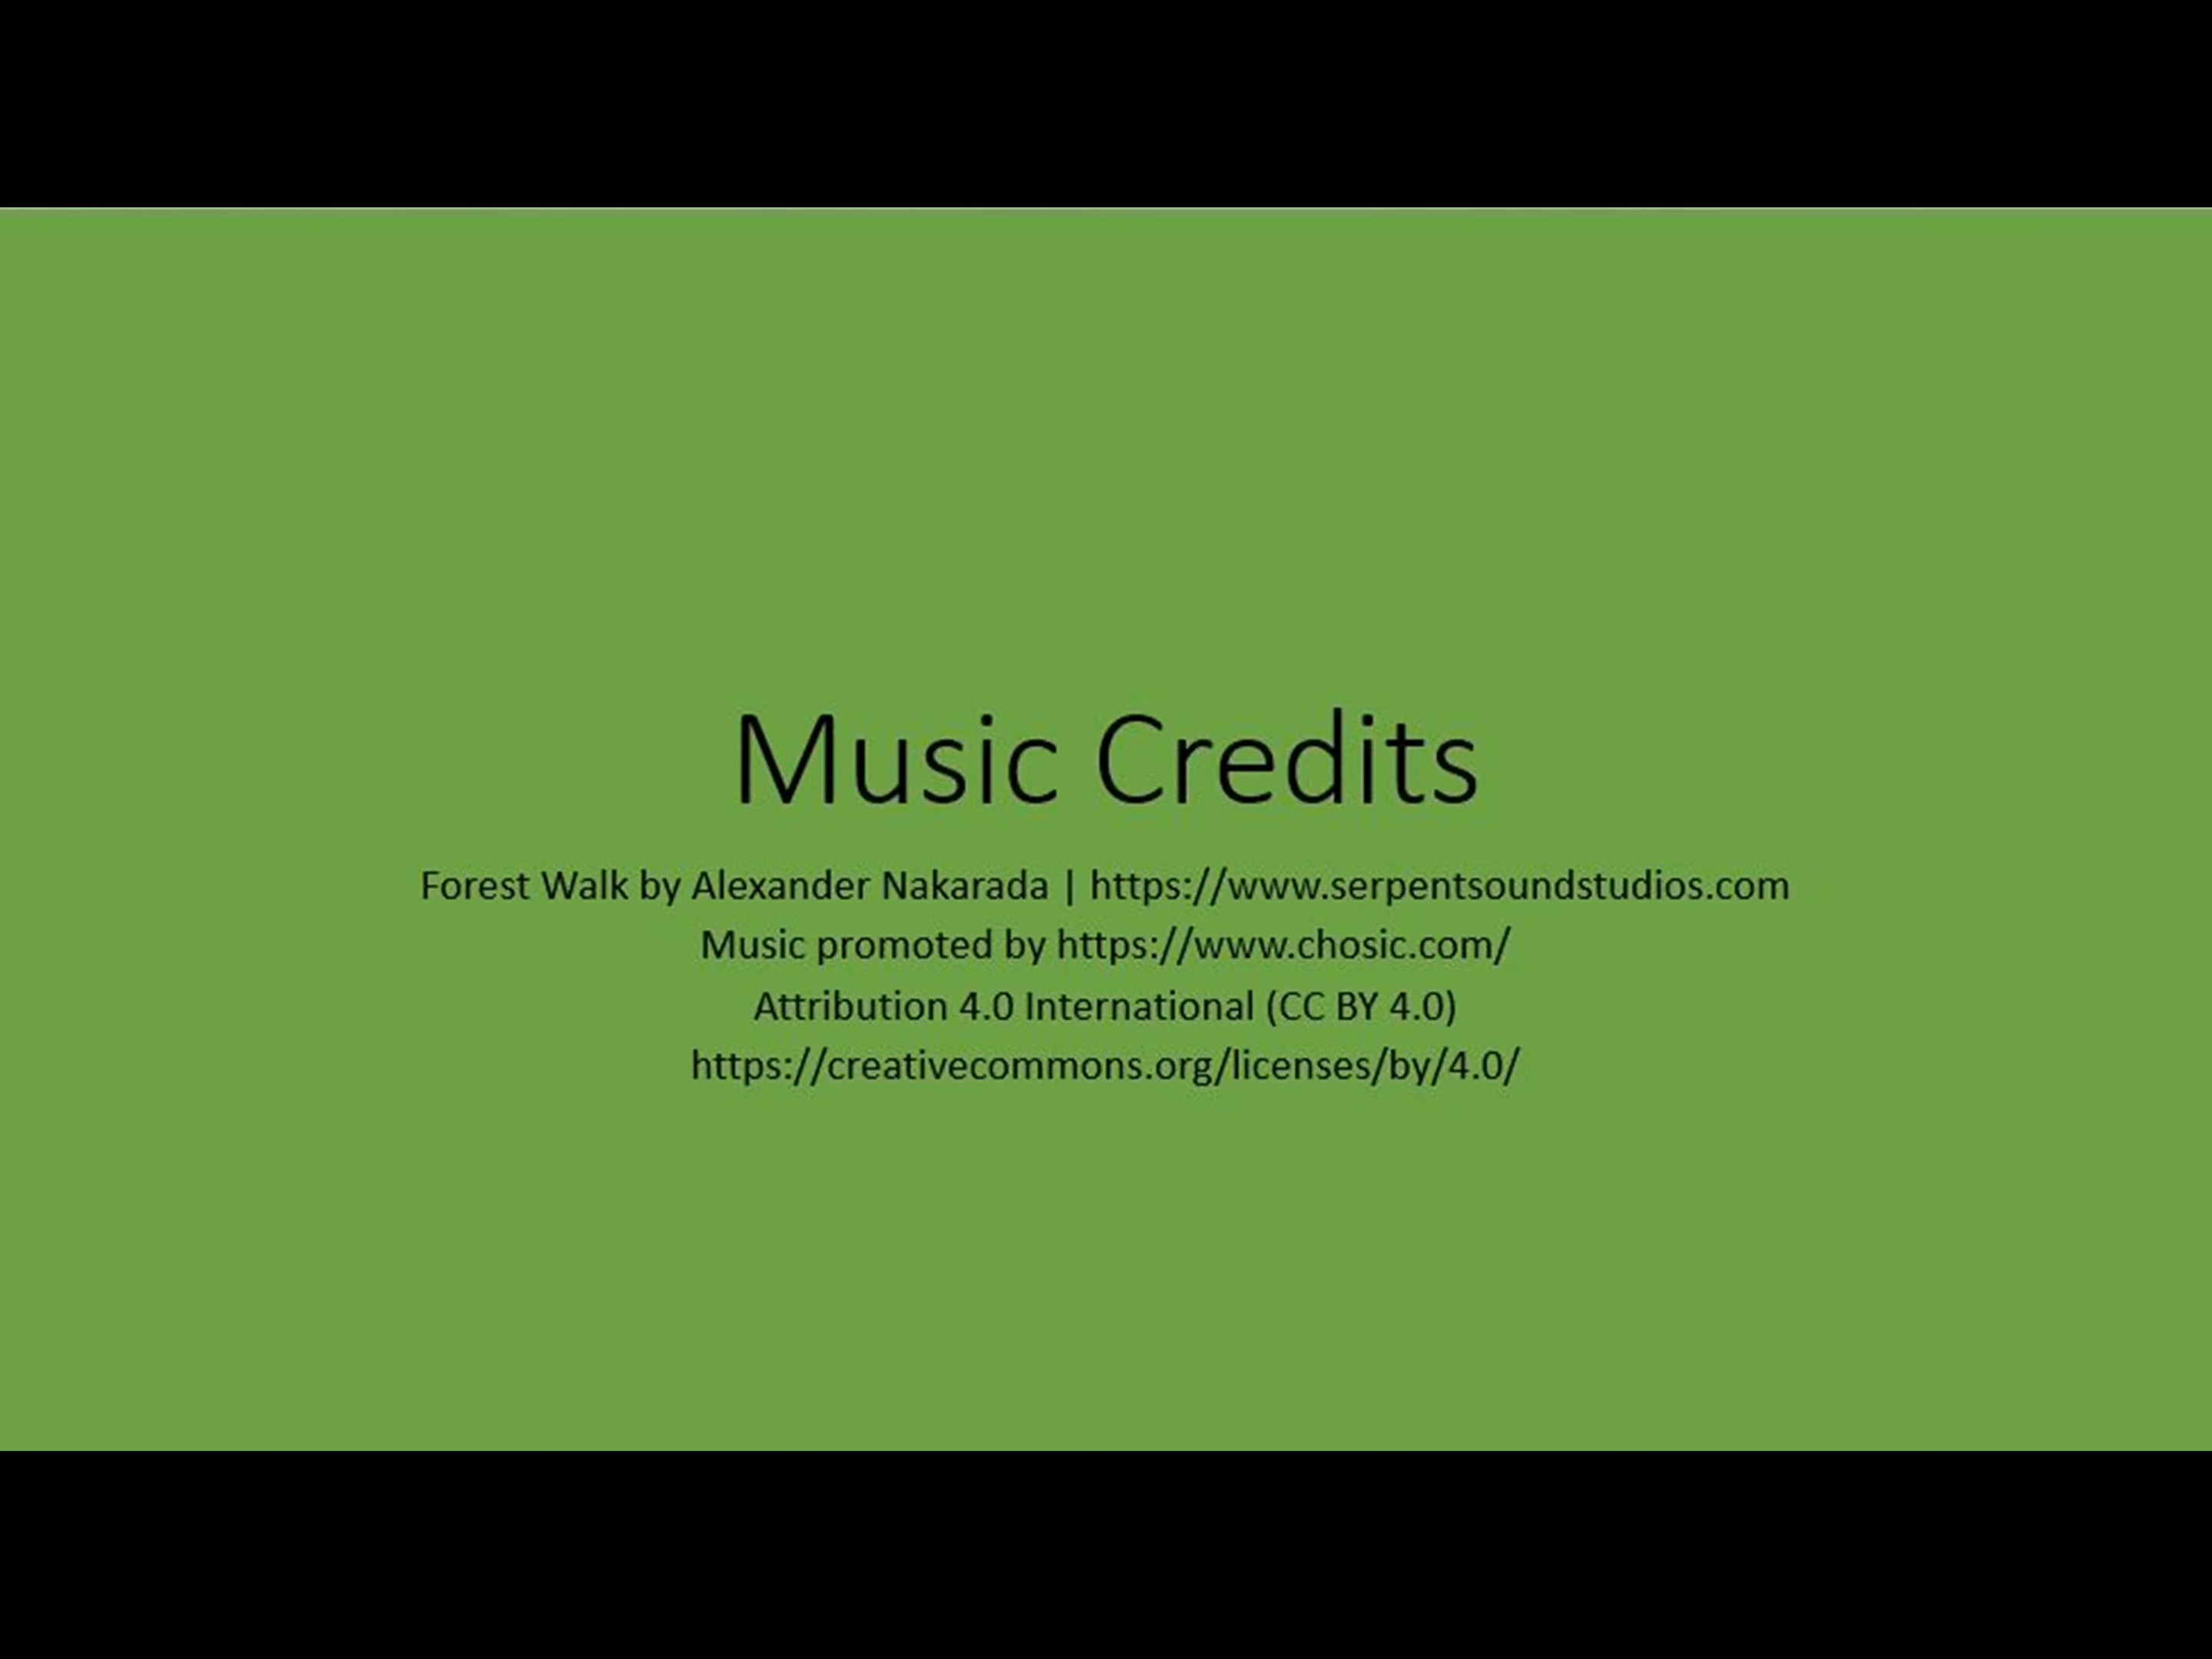 Music Credits
Forest Walk by Alexander Nakarada | https://www.serpentsoundstudios.com
Music promoted by https://www.chosic.com/
Attribution 4.0 International (CC BY 4.0)
https://creativecommons.org/licenses/by/4.0/